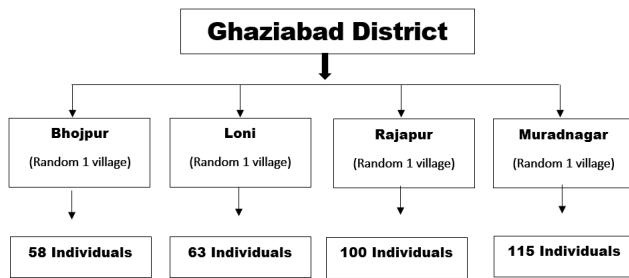 Ghaziabad District
Bhojpur
(Random 1 village)
Loni
(Random 1 village)
Rajapur
(Random 1 village)
Muradnagar
(Random 1 village)
58 Individuals
63 Individuals
100 Individuals
115 Individuals